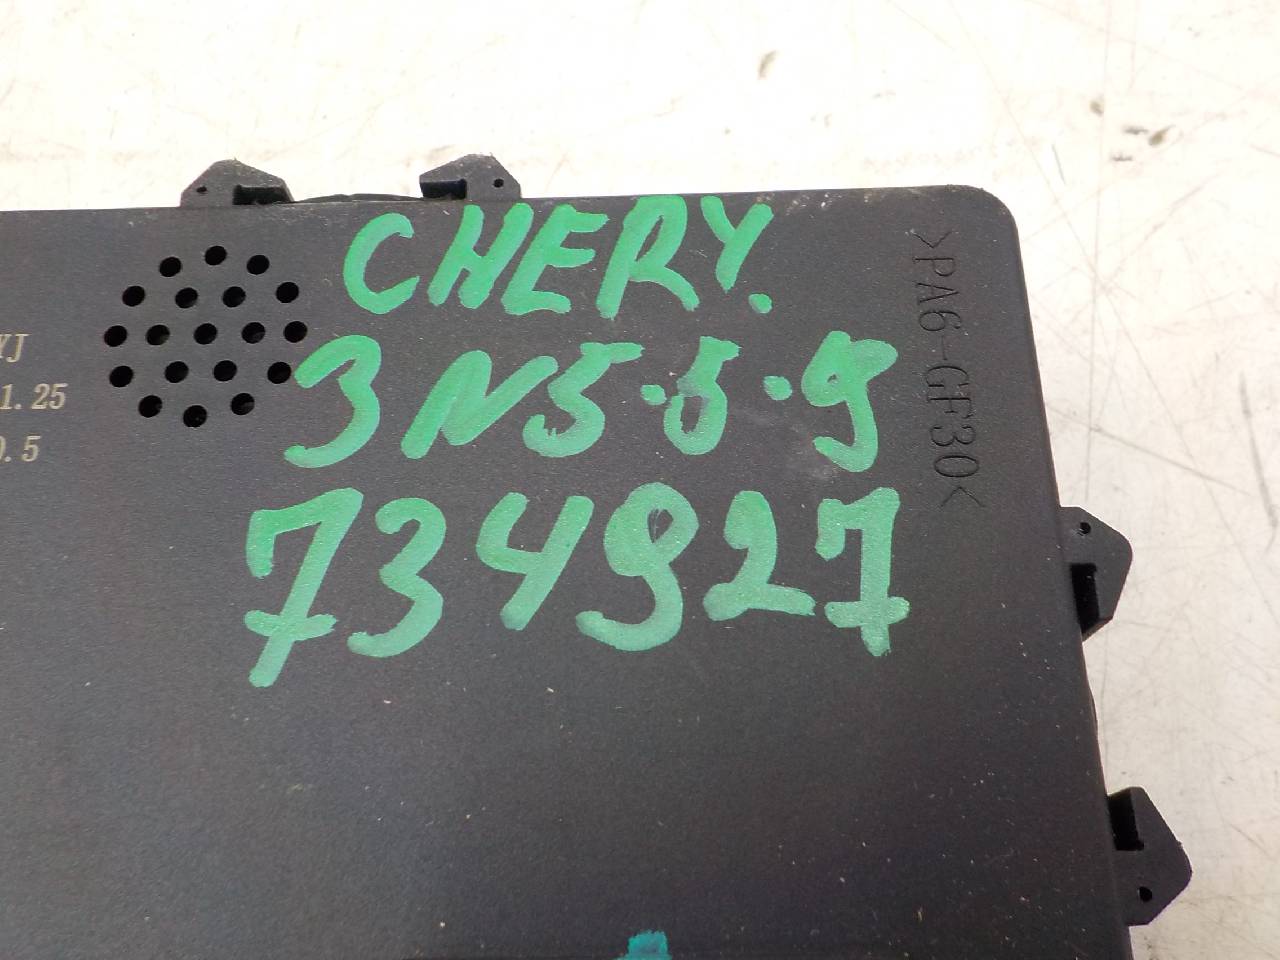 CHERY.
3N5·5·9
734927
>PA6-GF30<
YJ
1.25
0.5